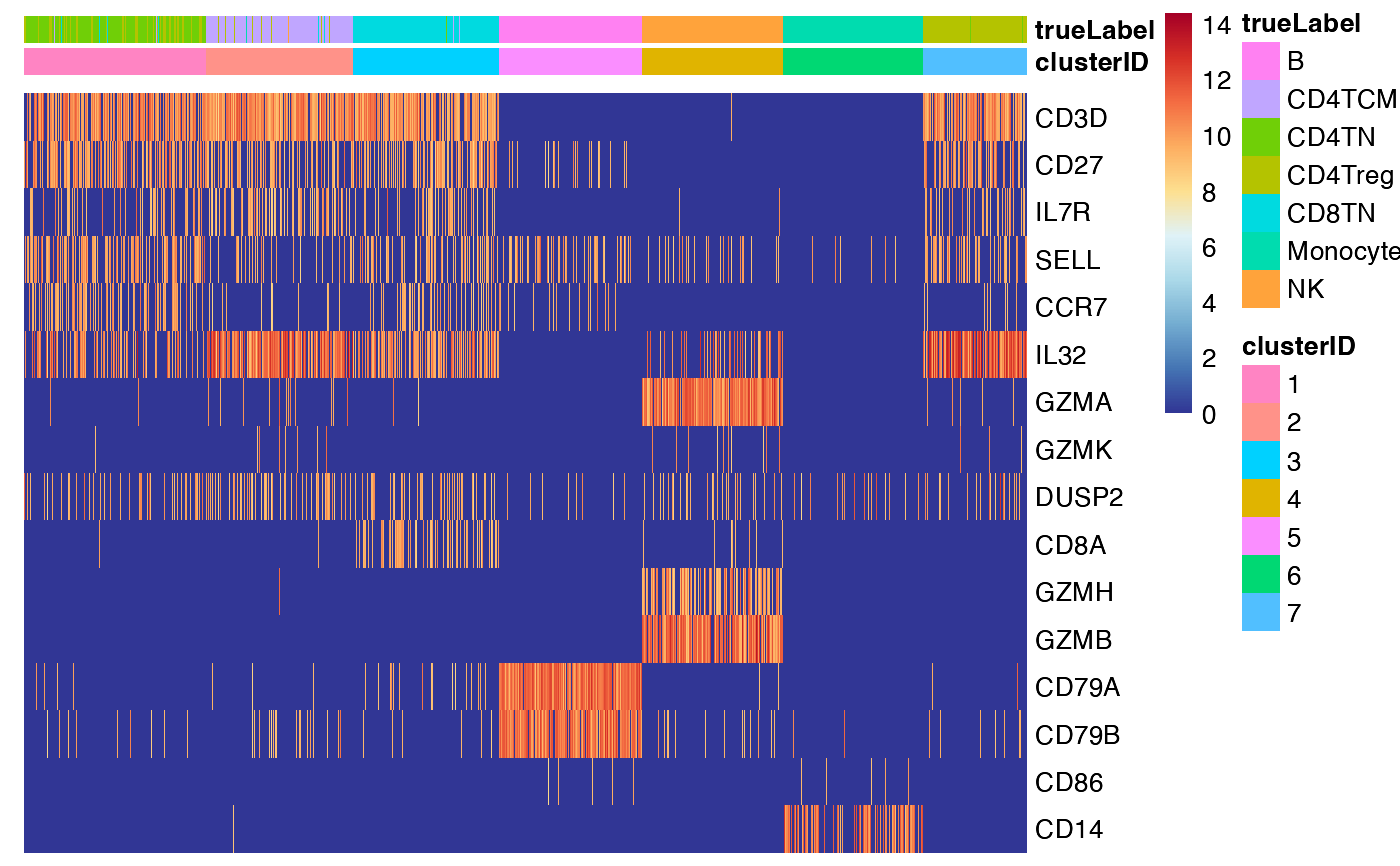 trueLabel
clusterID
CD3D
CD27
IL7R
SELL
CCR7
IL32
GZMA
GZMK
DUSP2
CD8A
GZMH
GZMB
CD79A
CD79B
CD86
CD14
14
12
10
8
6
4
2
0
trueLabel
B
CD4TCM
CD4TN
CD4Treg
CD8TN
Monocyte
NK
clusterID
1
2
3
4
5
6
7